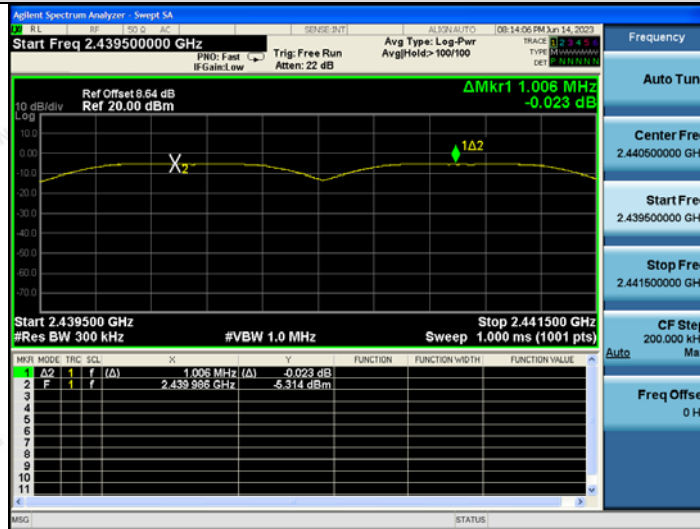 Agilent Spectrum Analyzer - Swept SA
RL RF 50 Ω AC SENSE:INT ALIGN AUTO 08:14:06 PM Jun 14, 2023
Start Freq 2.439500000 GHz
PNO: Fast
IFGain:Low
Trig: Free Run
Atten: 22 dB
Avg Type: Log-Pwr
Avg|Hold:> 100/100
TRACE 1 2 3 4 5 6
TYPE M
DET P N N N N N
ΔMkr1 1.006 MHz
-0.023 dB
Ref Offset 8.64 dB
Ref 20.00 dBm
10 dB/div
Log
10.0
0.00
-10.0
-20.0
-30.0
-40.0
-50.0
-60.0
-70.0
X2
1Δ2
Start 2.439500 GHz Stop 2.441500 GHz
#Res BW 300 kHz #VBW 1.0 MHz Sweep 1.000 ms (1001 pts)
MKR MODE TRC SCL X Y FUNCTION FUNCTION WIDTH FUNCTION VALUE
1 Δ2 1 f (Δ) 1.006 MHz (Δ) -0.023 dB
2 F 1 f 2.439 986 GHz -5.314 dBm
3
4
5
6
7
8
9
10
11
MSG STATUS
Frequency
Auto Tun
Center Fre
2.440500000 GH
Start Fre
2.439500000 GH
Stop Fre
2.441500000 GH
CF Step
200.000 kH
Auto Ma
Freq Offse
0 H